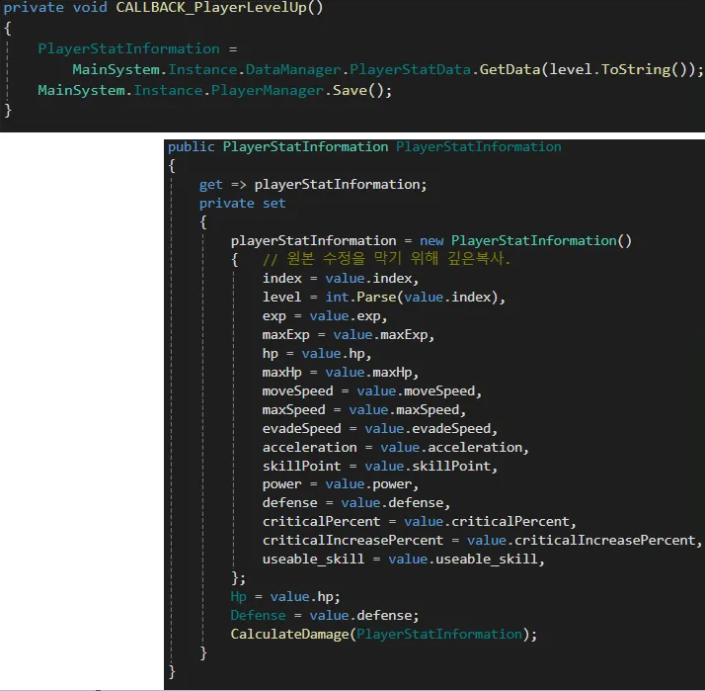 private void CALLBACK_PlayerLevelUp()
{
PlayerStatInformation =
MainSystem.Instance.DataManager.PlayerStatData.GetData(level.ToString());
MainSystem.Instance.PlayerManager.Save();
}
public PlayerStatInformation PlayerStatInformation
{
get => playerStatInformation;
private set
{
playerStatInformation = new PlayerStatInformation()
{ // 원본 수정을 막기 위해 깊은복사.
index = value.index,
level = int.Parse(value.index),
exp = value.exp,
maxExp = value.maxExp,
hp = value.hp,
maxHp = value.maxHp,
moveSpeed = value.moveSpeed,
maxSpeed = value.maxSpeed,
evadeSpeed = value.evadeSpeed,
acceleration = value.acceleration,
skillPoint = value.skillPoint,
power = value.power,
defense = value.defense,
criticalPercent = value.criticalPercent,
criticalIncreasePercent = value.criticalIncreasePercent,
useable_skill = value.useable_skill,
};
Hp = value.hp;
Defense = value.defense;
CalculateDamage(PlayerStatInformation);
}
}